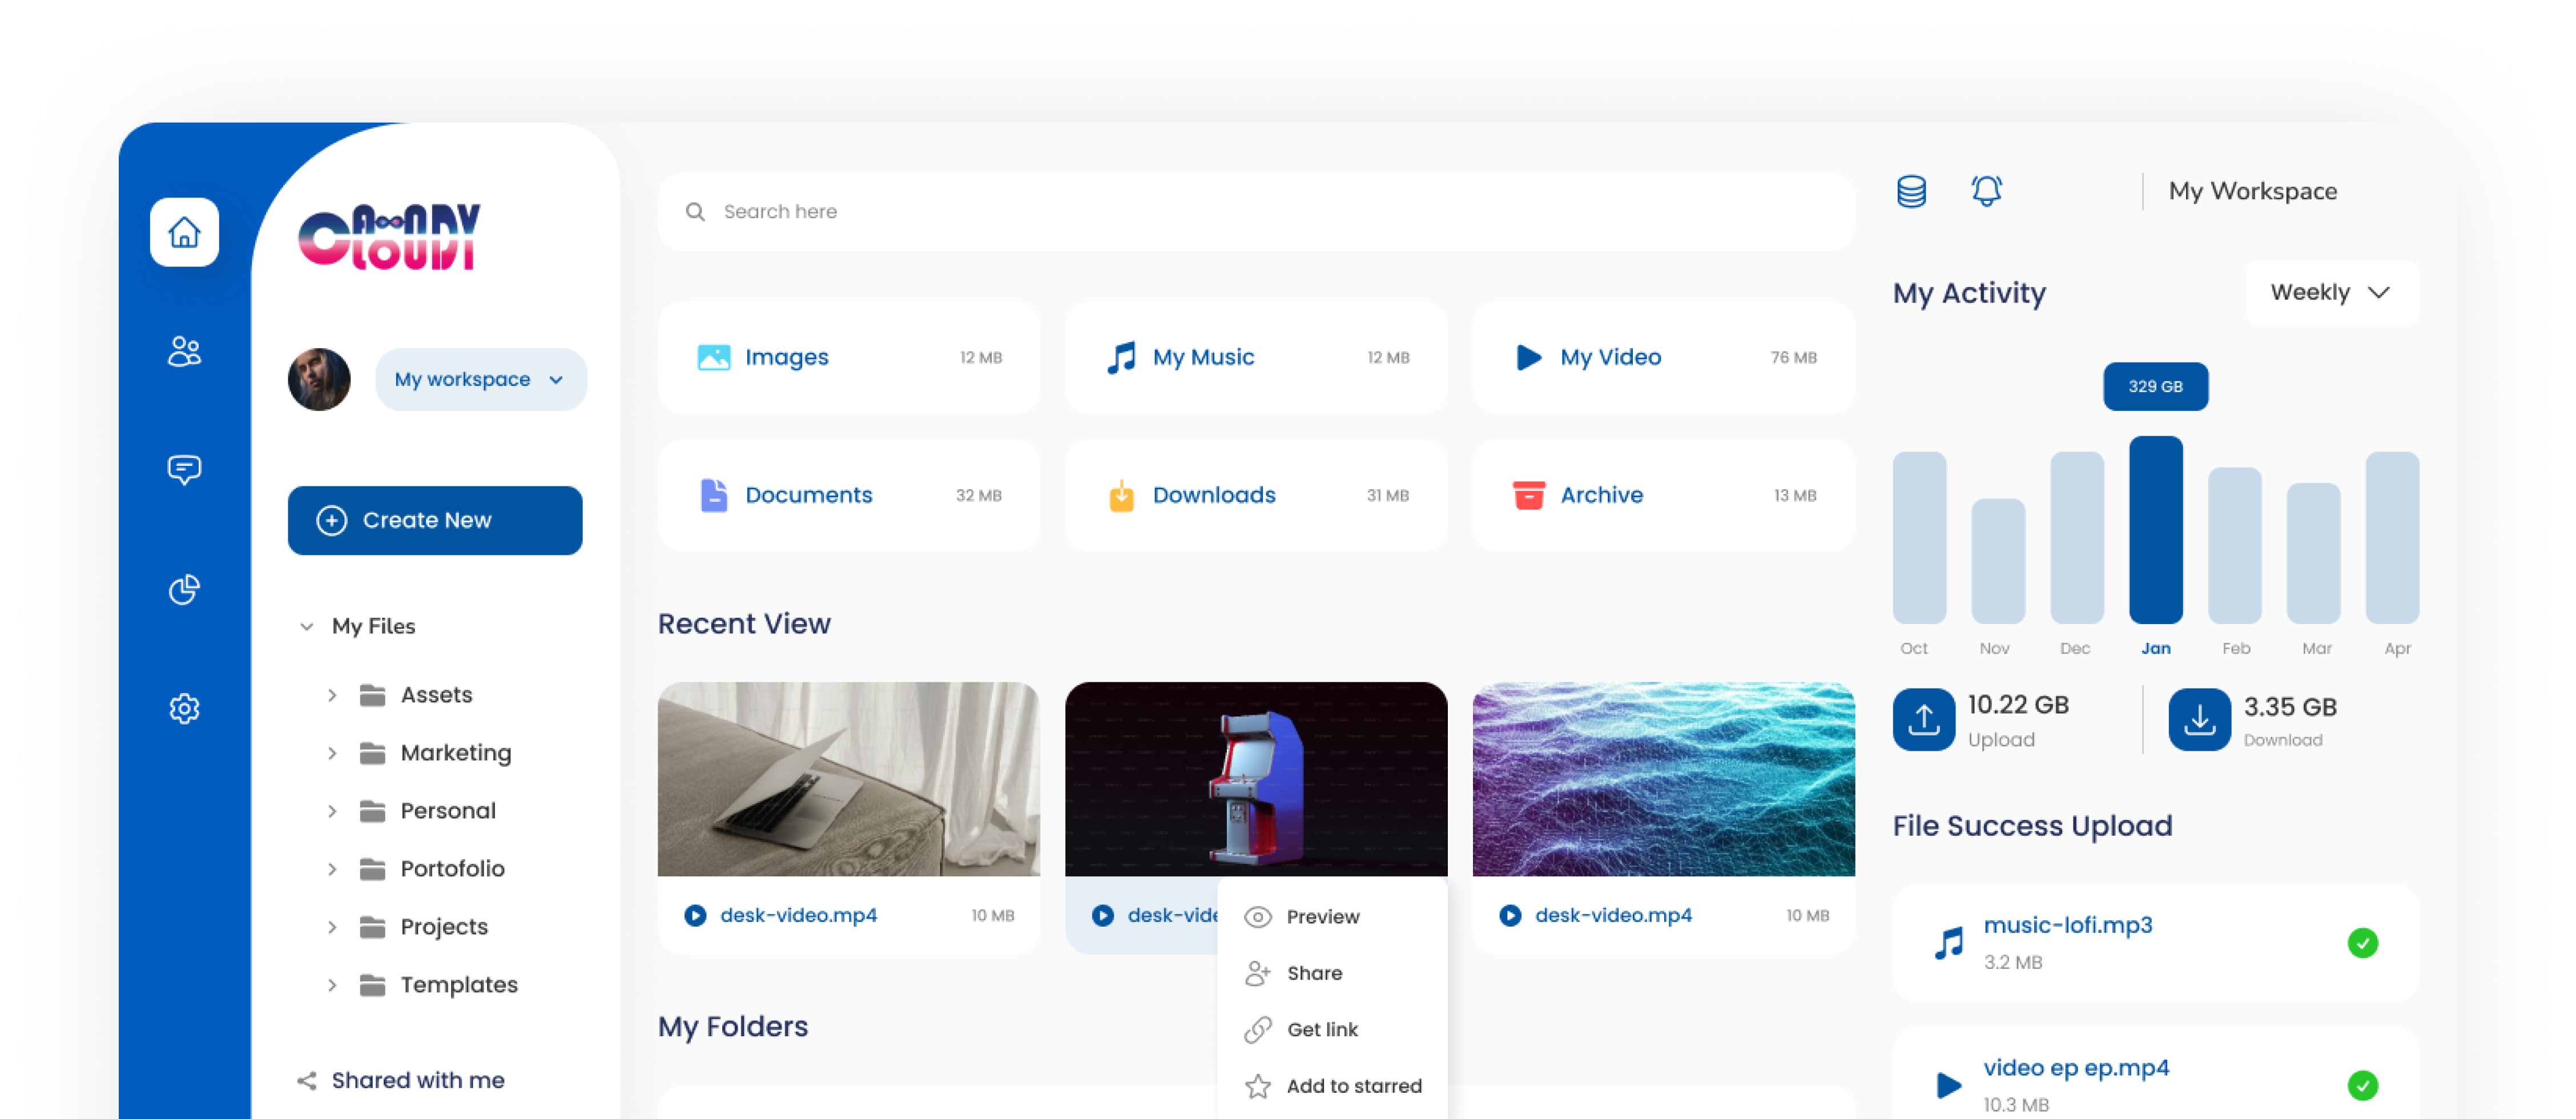 CANDY
CLOUDY
My workspace
Create New
My Files
Assets
Marketing
Personal
Portofolio
Projects
Templates
Shared with me
Search here
Images
12 MB
My Music
12 MB
My Video
76 MB
Documents
32 MB
Downloads
31 MB
Archive
13 MB
Recent View
desk-video.mp4
10 MB
desk-vide
desk-video.mp4
10 MB
Preview
Share
Get link
Add to starred
My Folders
My Workspace
My Activity
Weekly
329 GB
Oct Nov Dec Jan Feb Mar Apr
10.22 GB
Upload
3.35 GB
Download
File Success Upload
music-lofi.mp3
3.2 MB
video ep ep.mp4
10.3 MB